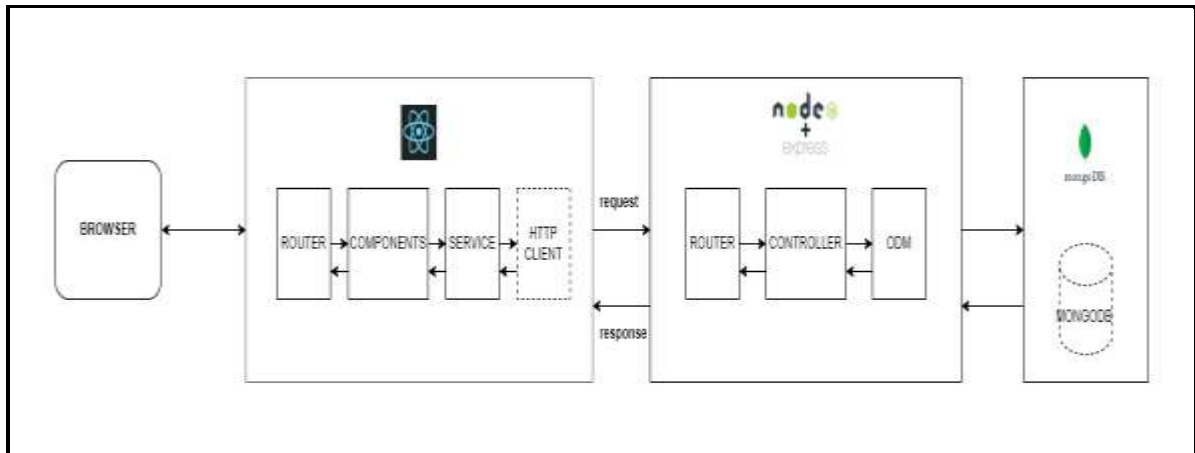 BROWSER
ROUTER
COMPONENTS
SERVICE
HTTP
CLIENT
request
response
node
+
express
ROUTER
CONTROLLER
ODM
mongoDB
MONGODB